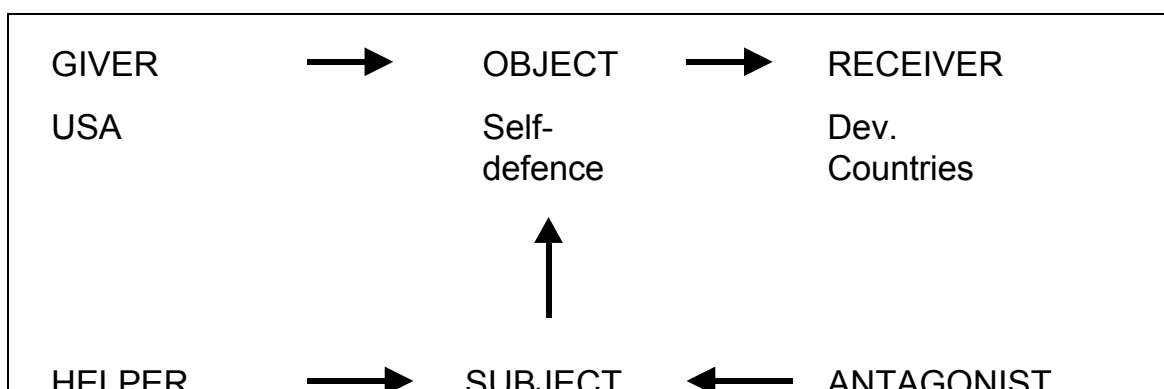 GIVER OBJECT RECEIVER
USA Self- Dev.
defence Countries
HELPER SUBJECT ANTAGONIST